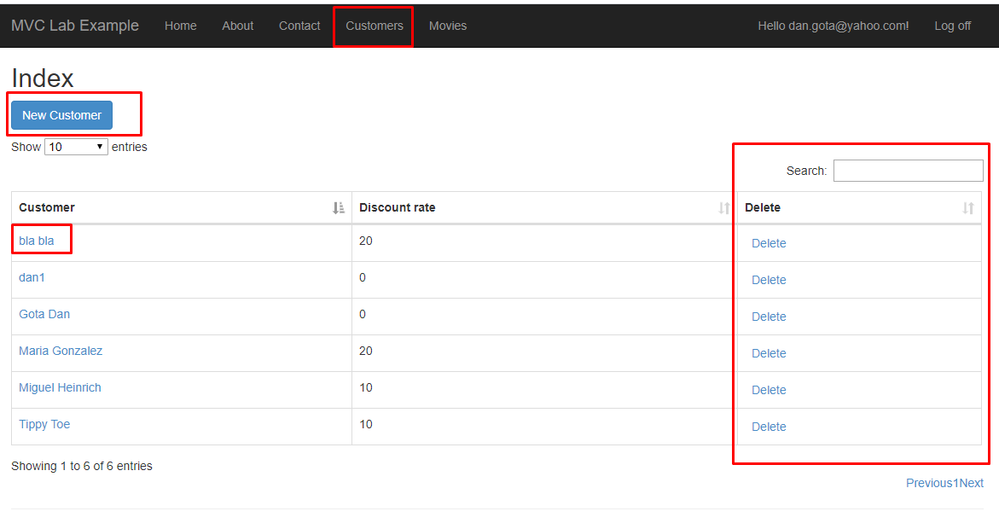 MVC Lab Example Home About Contact Customers Movies Hello dan.gota@yahoo.com! Log off
Index
New Customer
Show 10 entries
Search:
Customer Discount rate Delete
bla bla 20 Delete
dan1 0 Delete
Gota Dan 0 Delete
Maria Gonzalez 20 Delete
Miguel Heinrich 10 Delete
Tippy Toe 10 Delete
Showing 1 to 6 of 6 entries
Previous1Next